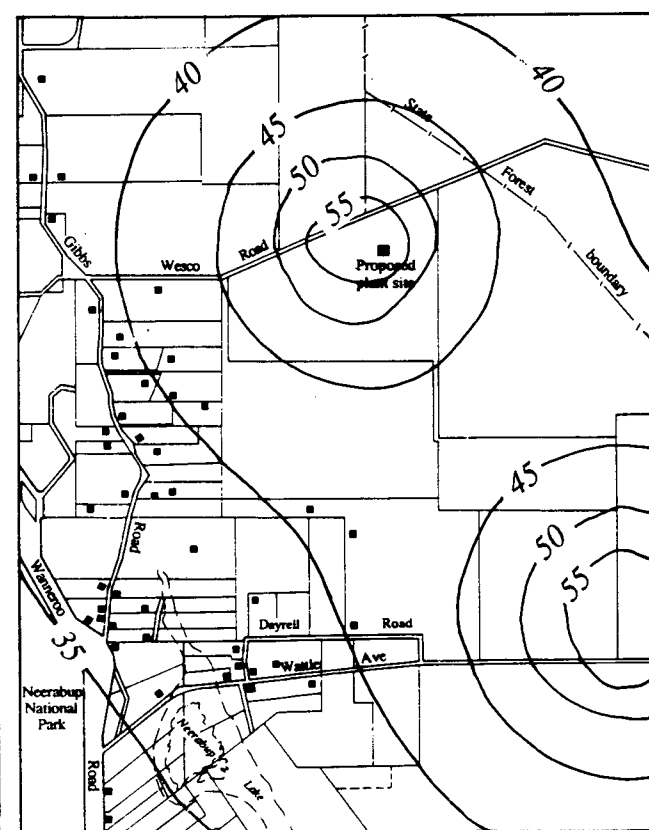 40
40
45
State
50
Forest
55
Gibbs
Road
Wesco
Proposed
plant site
boundary
45
50
Road
55
Wanneroo
Dayrell Road
35
Wattle Ave
Neerabup
National
Park
Neerabup
Road
Lake